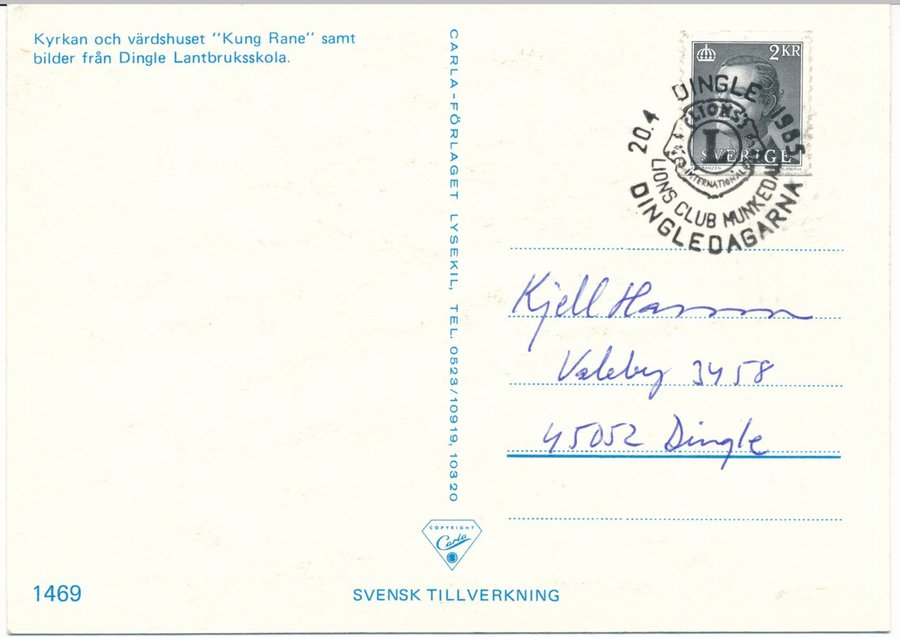 Kyrkan och värdshuset "Kung Rane" samt
bilder från Dingle Lantbruksskola.
CARLA-FÖRLAGET LYSEKIL, TEL. 0523/10919, 10320
2 KR
SVERIGE
20.4 DINGLE 1985
LIONS
L
INTERNATIONAL
LIONS CLUB MUNKEDAL
DINGLEDAGARNA
Kjell Hansson
Valeby 3458
45052 Dingle
COPYRIGHT
Carla
1469
SVENSK TILLVERKNING